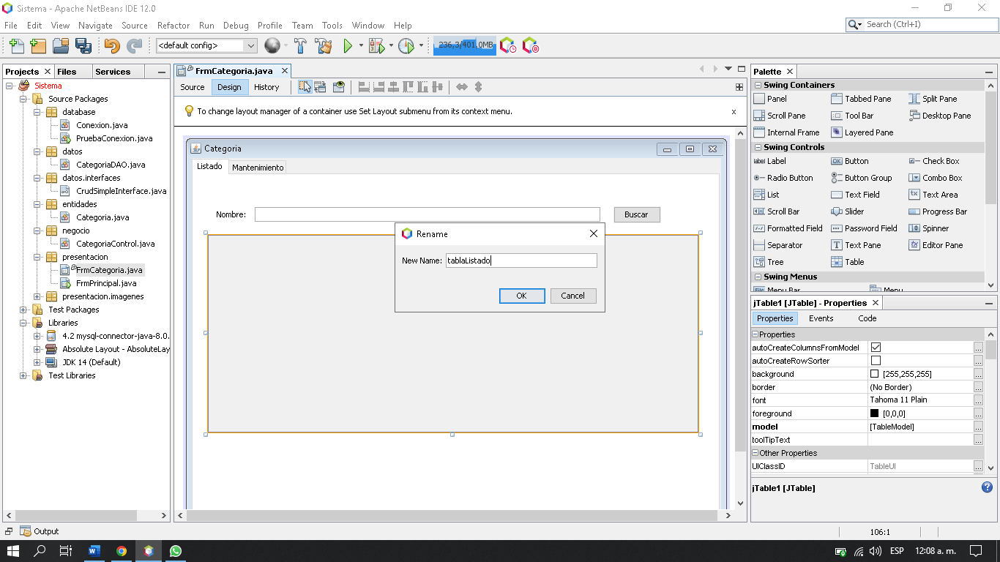 Sistema - Apache NetBeans IDE 12.0
File Edit View Navigate Source Refactor Run Debug Profile Team Tools Window Help
Search (Ctrl+I)
<default config>
236,3/401,0MB
Projects
Files
Services
Sistema
Source Packages
database
Conexion.java
PruebaConexion.java
datos
CategoriaDAO.java
datos.interfaces
CrudSimpleInterface.java
entidades
Categoria.java
negocio
CategoriaControl.java
presentacion
FrmCategoria.java
FrmPrincipal.java
presentacion.imagenes
Test Packages
Libraries
4.2 mysql-connector-java-8.0.
Absolute Layout - AbsoluteLay
JDK 14 (Default)
Test Libraries
FrmCategoria.java
Source Design History
To change layout manager of a container use Set Layout submenu from its context menu.
x
Categoria
Listado Mantenimiento
Nombre:
Buscar
Rename
New Name: tablaListado
OK Cancel
Palette
Swing Containers
Panel Tabbed Pane Split Pane
Scroll Pane Tool Bar Desktop Pane
Internal Frame Layered Pane
Swing Controls
Label Button Check Box
Radio Button Button Group Combo Box
List Text Field Text Area
Scroll Bar Slider Progress Bar
Formatted Field Password Field Spinner
Separator Text Pane Editor Pane
Tree Table
Swing Menus
Menu Bar Menu
jTable1 [JTable] - Properties
Properties Events Code
Properties
autoCreateColumnsFromModel
autoCreateRowSorter
background [255,255,255]
border (No Border)
font Tahoma 11 Plain
foreground [0,0,0]
model [TableModel]
toolTipText
Other Properties
UIClassID TableUI
jTable1 [JTable]
Output
106:1
ESP 12:08 a. m.